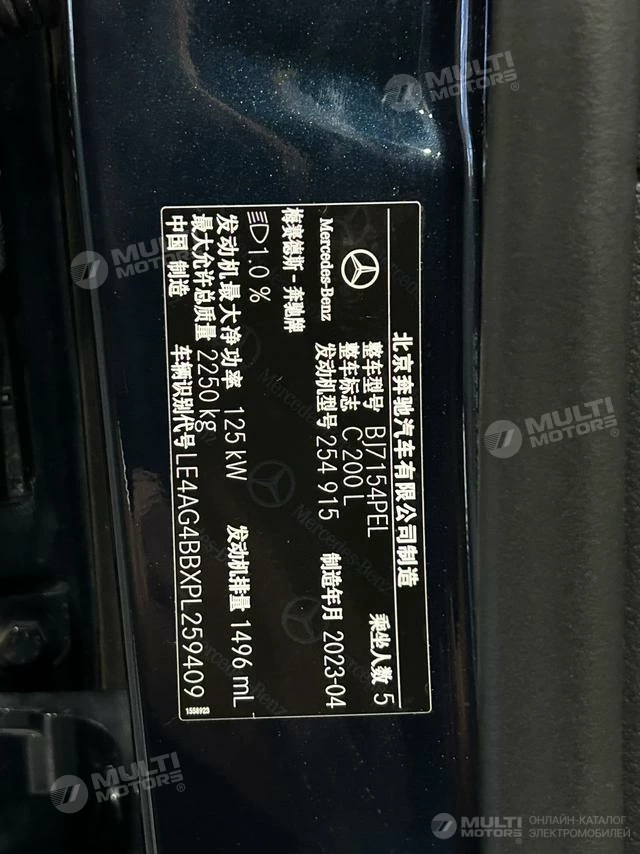 北京奔驰汽车有限公司制造
Mercedes-Benz
梅赛德斯-奔驰牌
整车型号 BJ7154PEL
整车标志 C 200 L
乘坐人数 5
发动机型号 254 915
制造年月 2023-04
1.0 %
发动机最大净功率 125 kW
发动机排量 1496 mL
最大允许总质量 2250 kg
中国 制造
车辆识别代号 LE4AG4BBXPL259409
1558923
MULTI MOTORS®
MULTI MOTORS®
MULTI MOTORS®
MULTI MOTORS®
MULTI MOTORS®
MULTI MOTORS®
ОНЛАЙН-КАТАЛОГ
ЭЛЕКТРОМОБИЛЕЙ